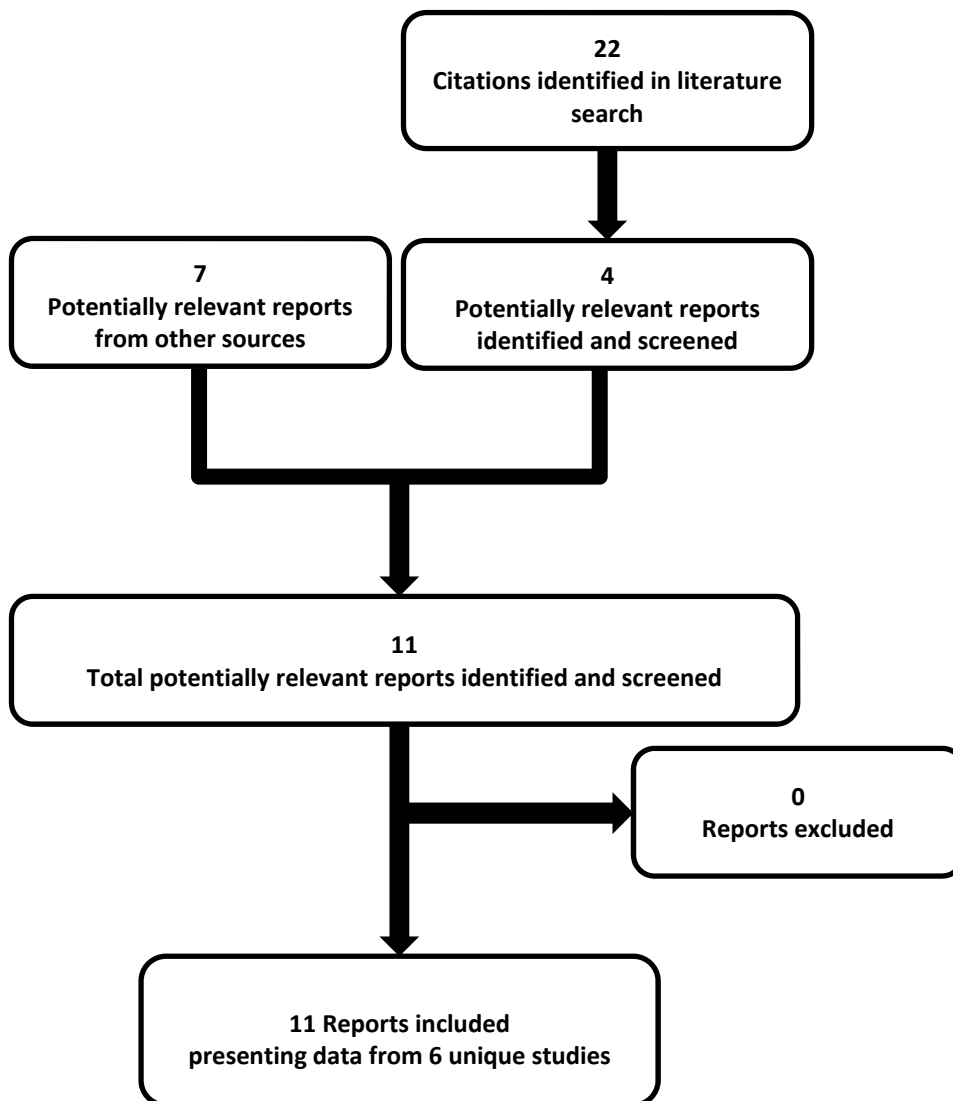 22
Citations identified in literature
search
7
Potentially relevant reports
from other sources
4
Potentially relevant reports
identified and screened
11
Total potentially relevant reports identified and screened
0
Reports excluded
11 Reports included
presenting data from 6 unique studies